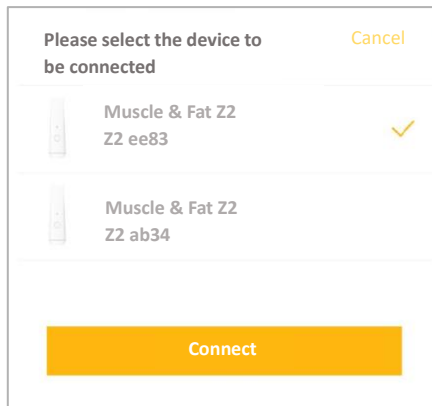 Please select the device to
be connected
Cancel
Muscle & Fat Z2
Z2 ee83
Muscle & Fat Z2
Z2 ab34
Connect